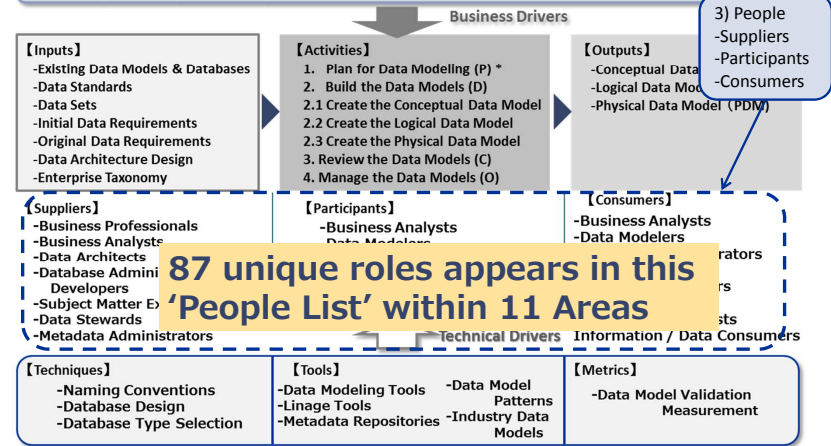 Business Drivers
3) People
-Suppliers
-Participants
-Consumers
【Inputs】
-Existing Data Models & Databases
-Data Standards
-Data Sets
-Initial Data Requirements
-Original Data Requirements
-Data Architecture Design
-Enterprise Taxonomy
【Activities】
1. Plan for Data Modeling (P) *
2. Build the Data Models (D)
2.1 Create the Conceptual Data Model
2.2 Create the Logical Data Model
2.3 Create the Physical Data Model
3. Review the Data Models (C)
4. Manage the Data Models (O)
【Outputs】
-Conceptual Data
-Logical Data
-Physical Data Model (PDM)
【Suppliers】
-Business Professionals
-Business Analysts
-Data Architects
-Database
Developers
-Subject Matter
-Data Stewards
-Metadata Administrators
【Participants】
-Business Analysts
-Data Modelers
【Consumers】
-Business Analysts
-Data Modelers
Information / Data Consumers
87 unique roles appears in this
‘People List’ within 11 Areas
Technical Drivers
【Techniques】
-Naming Conventions
-Database Design
-Database Type Selection
【Tools】
-Data Modeling Tools
-Linage Tools
-Metadata Repositories
-Data Model
Patterns
-Industry Data
Models
【Metrics】
-Data Model Validation
Measurement